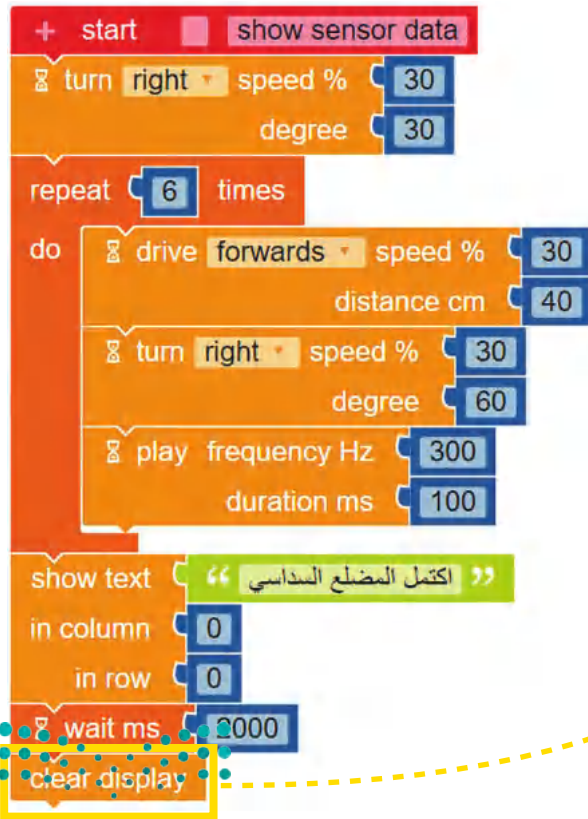 + start show sensor data
turn right speed % 30
degree 30
repeat 6 times
do drive forwards speed % 30
distance cm 40
turn right speed % 30
degree 60
play frequency Hz 300
duration ms 100
show text “ اكتمل المضلع السداسي ”
in column 0
in row 0
wait ms 2000
clear display